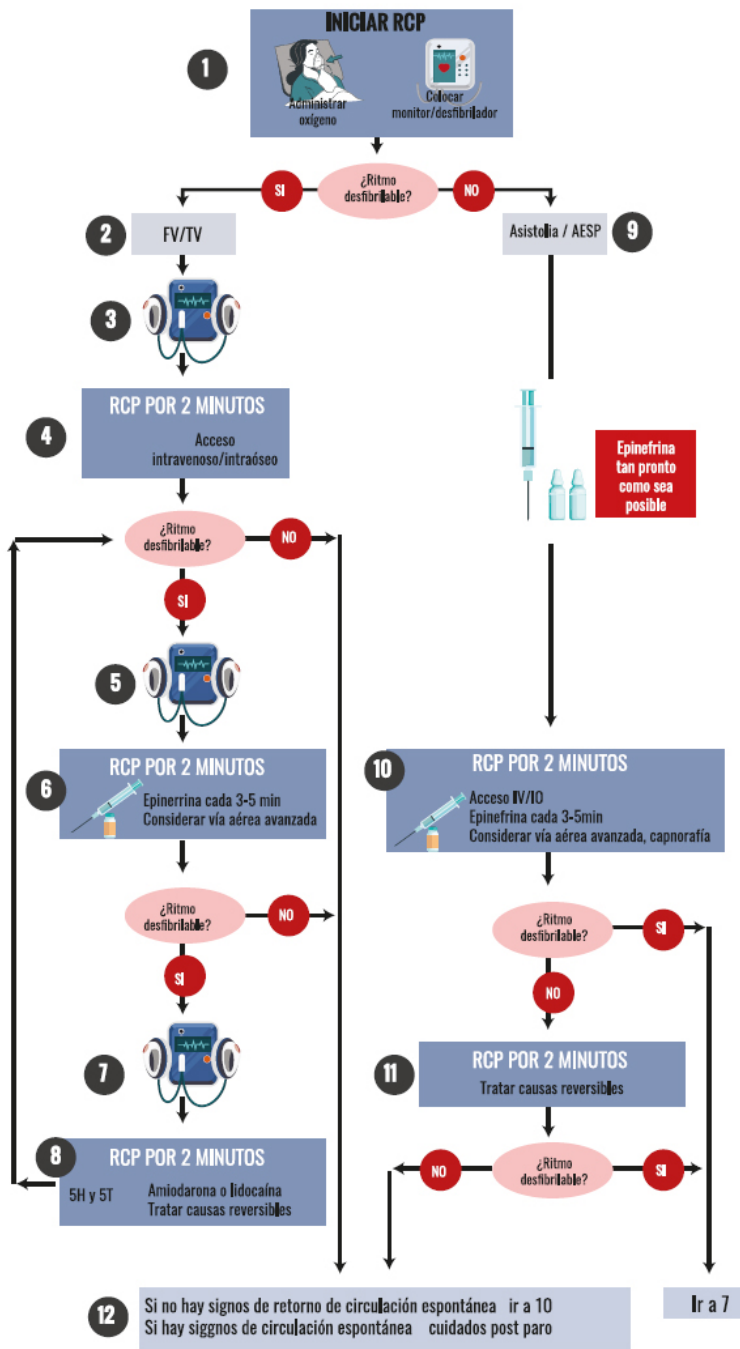 INICIAR RCP
1
Administrar
oxígeno
Colocar
monitor/desfibrilador
¿Ritmo
desfibrilable?
SI
NO
2
FV/TV
Asistolia / AESP
9
3
RCP POR 2 MINUTOS
4
Acceso
intravenoso/intraóseo
Epinefrina
tan pronto
como sea
posible
¿Ritmo
desfibrilable?
NO
SI
5
RCP POR 2 MINUTOS
6
Epinerrina cada 3-5 min
Considerar vía aérea avanzada
10
RCP POR 2 MINUTOS
Acceso IV/IO
Epinefrina cada 3-5min
Considerar vía aérea avanzada, capnorafía
¿Ritmo
desfibrilable?
NO
SI
¿Ritmo
desfibrilable?
SI
NO
7
11
RCP POR 2 MINUTOS
Tratar causas reversibles
8
RCP POR 2 MINUTOS
5H y 5T
Amiodarona o lidocaína
Tratar causas reversibles
NO
¿Ritmo
desfibrilable?
SI
12
Si no hay signos de retorno de circulación espontánea ir a 10
Si hay siggnos de circulación espontánea cuidados post paro
Ir a 7